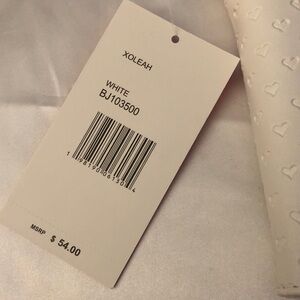 XOLEAH
WHITE
BJ103500
MSRP $ 54.00